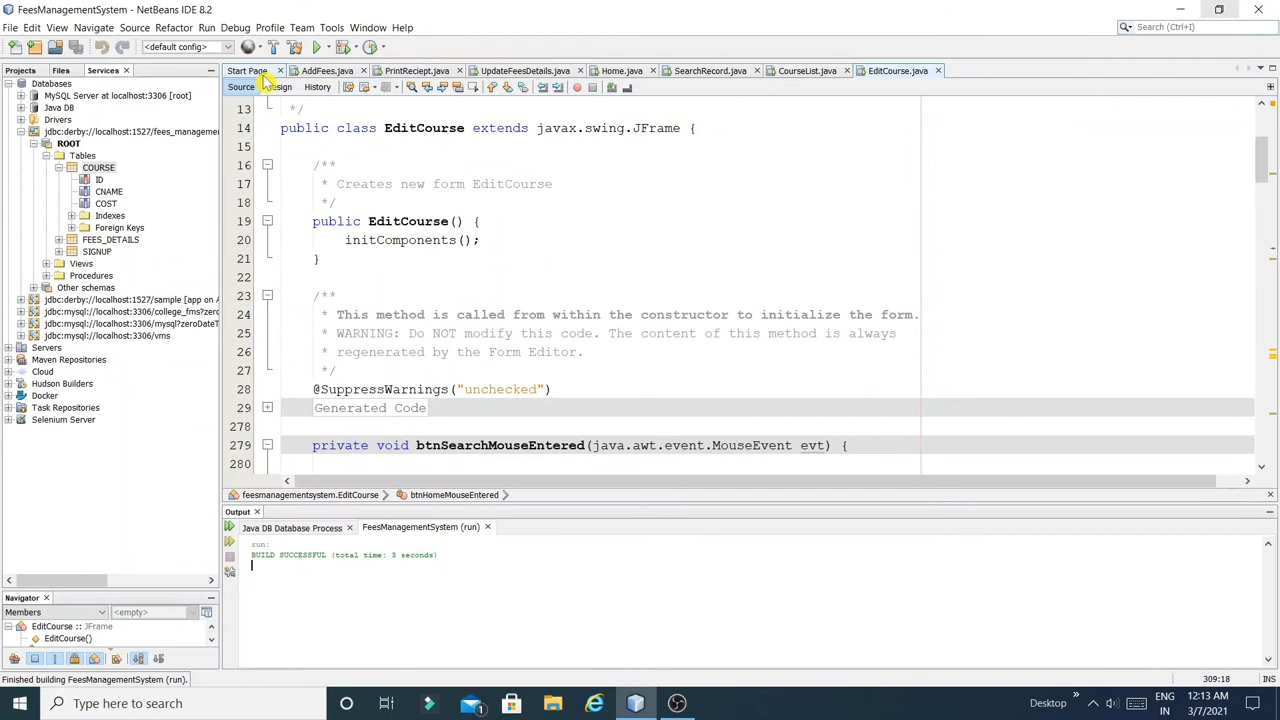 FeesManagementSystem - NetBeans IDE 8.2
File Edit View Navigate Source Refactor Run Debug Profile Team Tools Window Help
Search (Ctrl+I)
<default config>
Projects Files Services
Start Page AddFees.java PrintReciept.java UpdateFeesDetails.java Home.java SearchRecord.java CourseList.java EditCourse.java
Source History
Databases
MySQL Server at localhost:3306 [root]
Java DB
Drivers
jdbc:derby://localhost:1527/fees_managemen
ROOT
Tables
COURSE
ID
CNAME
COST
Indexes
Foreign Keys
FEES_DETAILS
SIGNUP
Views
Procedures
Other schemas
jdbc:derby://localhost:1527/sample [app on A
jdbc:mysql://localhost:3306/college_fms?zero
jdbc:mysql://localhost:3306/mysql?zeroDateT
jdbc:mysql://localhost:3306/vms
Servers
Maven Repositories
Cloud
Hudson Builders
Docker
Task Repositories
Selenium Server
13 */
14 public class EditCourse extends javax.swing.JFrame {
15
16 /**
17 * Creates new form EditCourse
18 */
19 public EditCourse() {
20 initComponents();
21 }
22
23 /**
24 * This method is called from within the constructor to initialize the form.
25 * WARNING: Do NOT modify this code. The content of this method is always
26 * regenerated by the Form Editor.
27 */
28 @SuppressWarnings("unchecked")
29 Generated Code
278
279 private void btnSearchMouseEntered(java.awt.event.MouseEvent evt) {
280
feesmanagementsystem.EditCourse btnHomeMouseEntered
Output
Java DB Database Process FeesManagementSystem (run)
run:
BUILD SUCCESSFUL (total time: 3 seconds)
Navigator
Members <empty>
EditCourse :: JFrame
EditCourse()
Finished building FeesManagementSystem (run).
309:18 INS
Type here to search
1
Desktop
ENG
IN
12:13 AM
3/7/2021